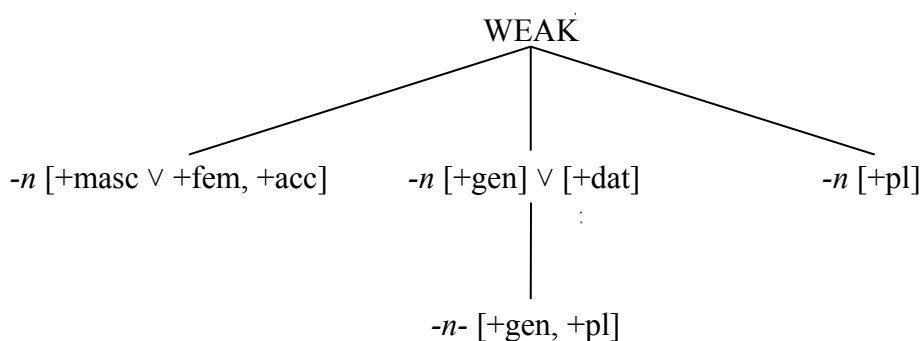 WEAK
-n [+masc ∨ +fem, +acc] -n [+gen] ∨ [+dat] -n [+pl]
-n- [+gen, +pl]